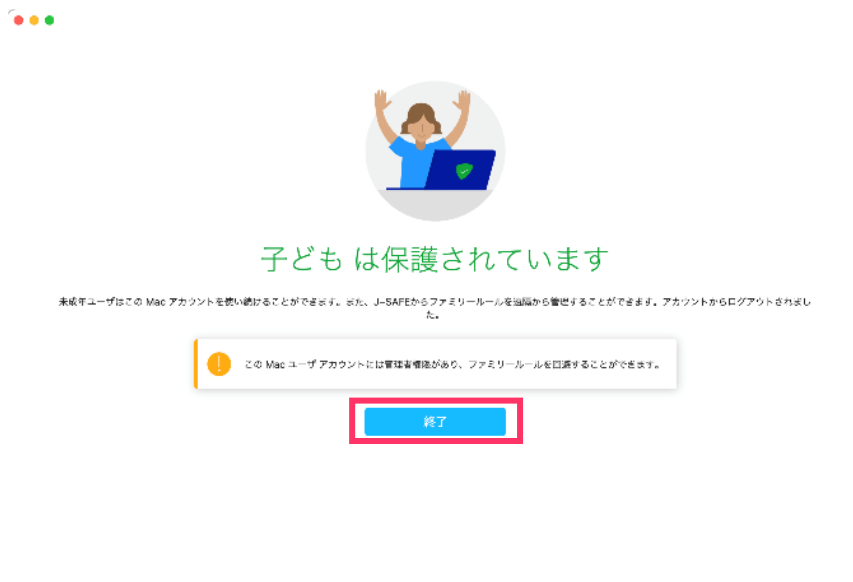 子ども は保護されています
未成年ユーザはこの Mac アカウントを使い続けることができます。また、J-SAFEからファミリールールを遠隔から管理することができます。アカウントからログアウトされまし
た。
この Mac ユーザ アカウントには管理者権限があり、ファミリールールを回避することができます。
終了